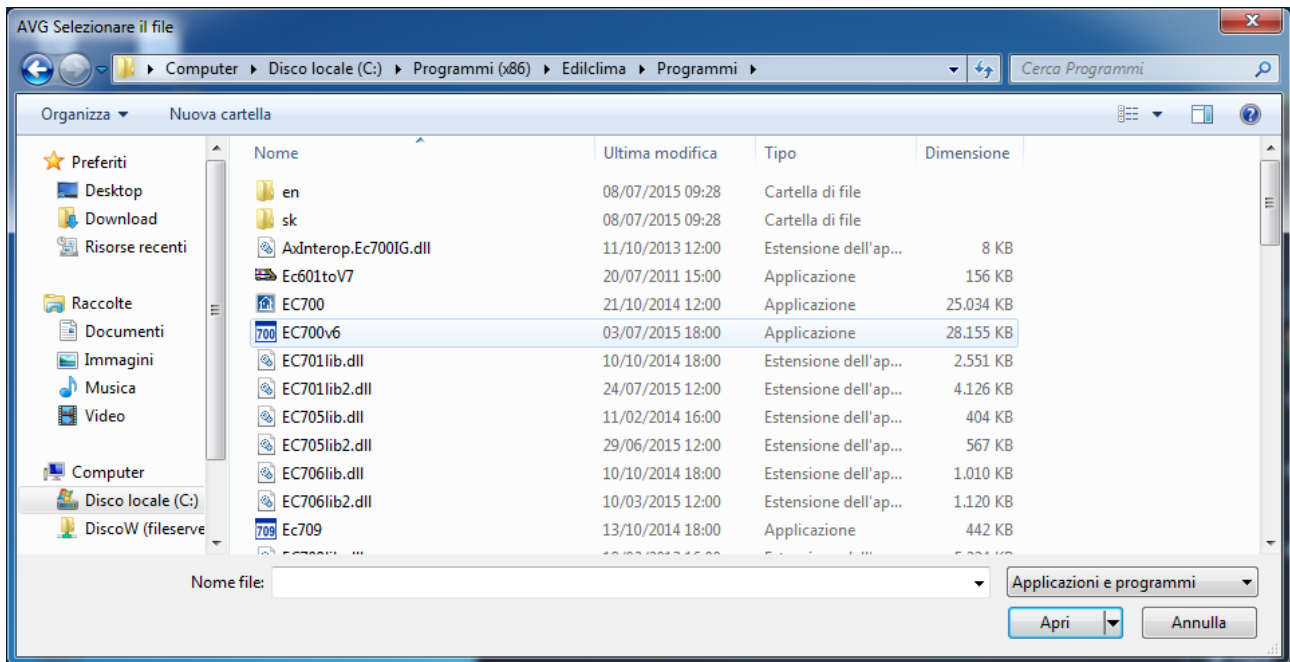 AVG Selezionare il file
Computer Disco locale (C:) Programmi (x86) Edilclima Programmi Cerca Programmi
Organizza Nuova cartella
Preferiti
Desktop
Download
Risorse recenti
Raccolte
Documenti
Immagini
Musica
Video
Computer
Disco locale (C:)
DiscoW (fileserve
Nome Ultima modifica Tipo Dimensione
en 08/07/2015 09:28 Cartella di file
sk 08/07/2015 09:28 Cartella di file
AxInterop.Ec700IG.dll 11/10/2013 12:00 Estensione dell'ap... 8 KB
Ec601toV7 20/07/2011 15:00 Applicazione 156 KB
EC700 21/10/2014 12:00 Applicazione 25.034 KB
700 EC700v6 03/07/2015 18:00 Applicazione 28.155 KB
EC701lib.dll 10/10/2014 18:00 Estensione dell'ap... 2.551 KB
EC701lib2.dll 24/07/2015 12:00 Estensione dell'ap... 4.126 KB
EC705lib.dll 11/02/2014 16:00 Estensione dell'ap... 404 KB
EC705lib2.dll 29/06/2015 12:00 Estensione dell'ap... 567 KB
EC706lib.dll 10/10/2014 18:00 Estensione dell'ap... 1.010 KB
EC706lib2.dll 10/03/2015 12:00 Estensione dell'ap... 1.120 KB
709 Ec709 13/10/2014 18:00 Applicazione 442 KB
Nome file: Applicazioni e programmi
Apri Annulla